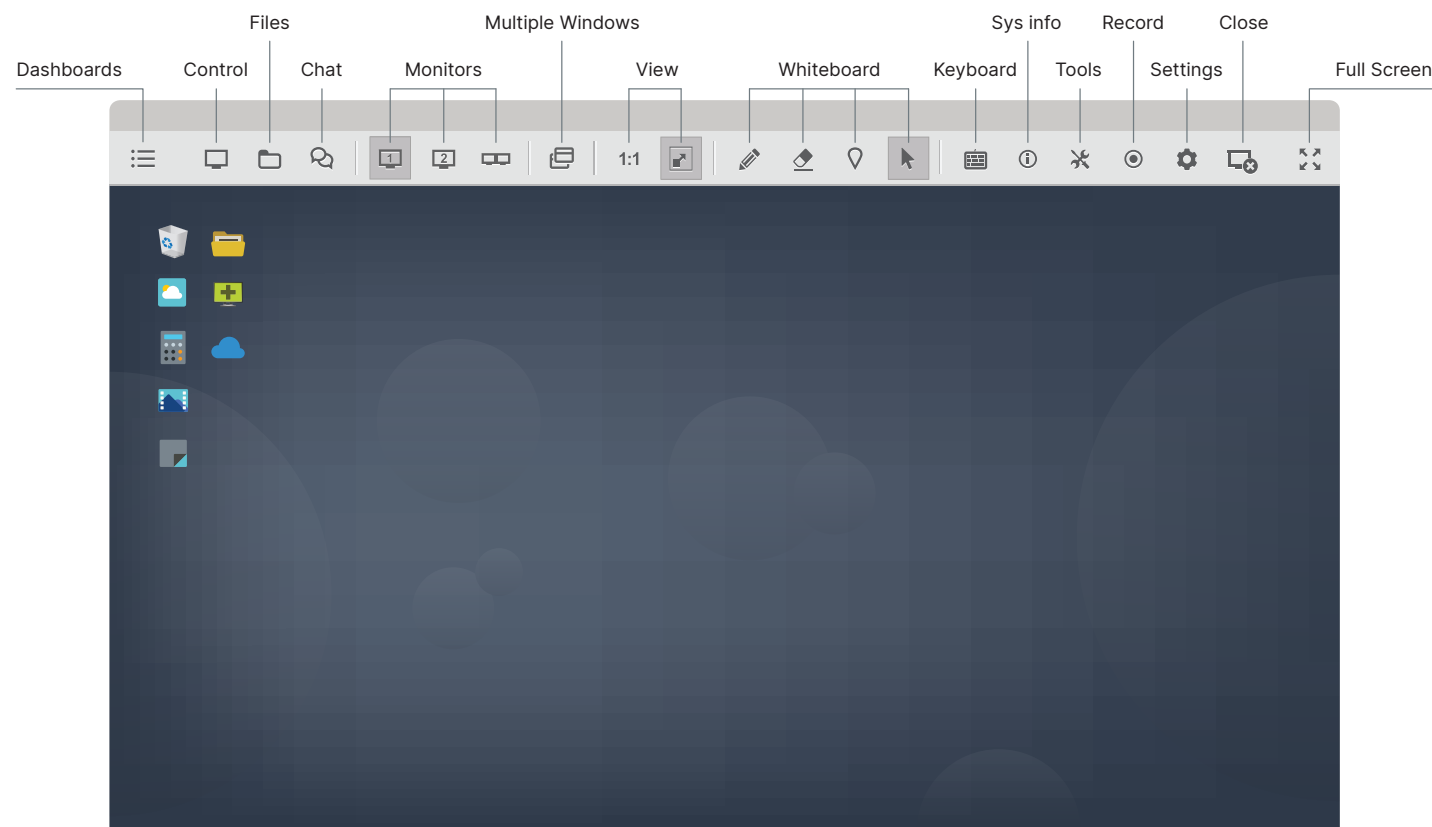 Files
Multiple Windows
Sys info
Record
Close
Dashboards
Control
Chat
Monitors
View
Whiteboard
Keyboard
Tools
Settings
Full Screen
1
2
1:1